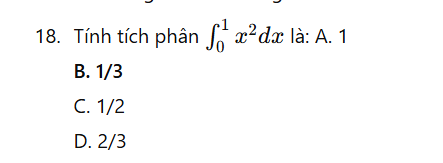 18. Tính tích phân ∫₀¹ x²dx là: A. 1
B. 1/3
C. 1/2
D. 2/3